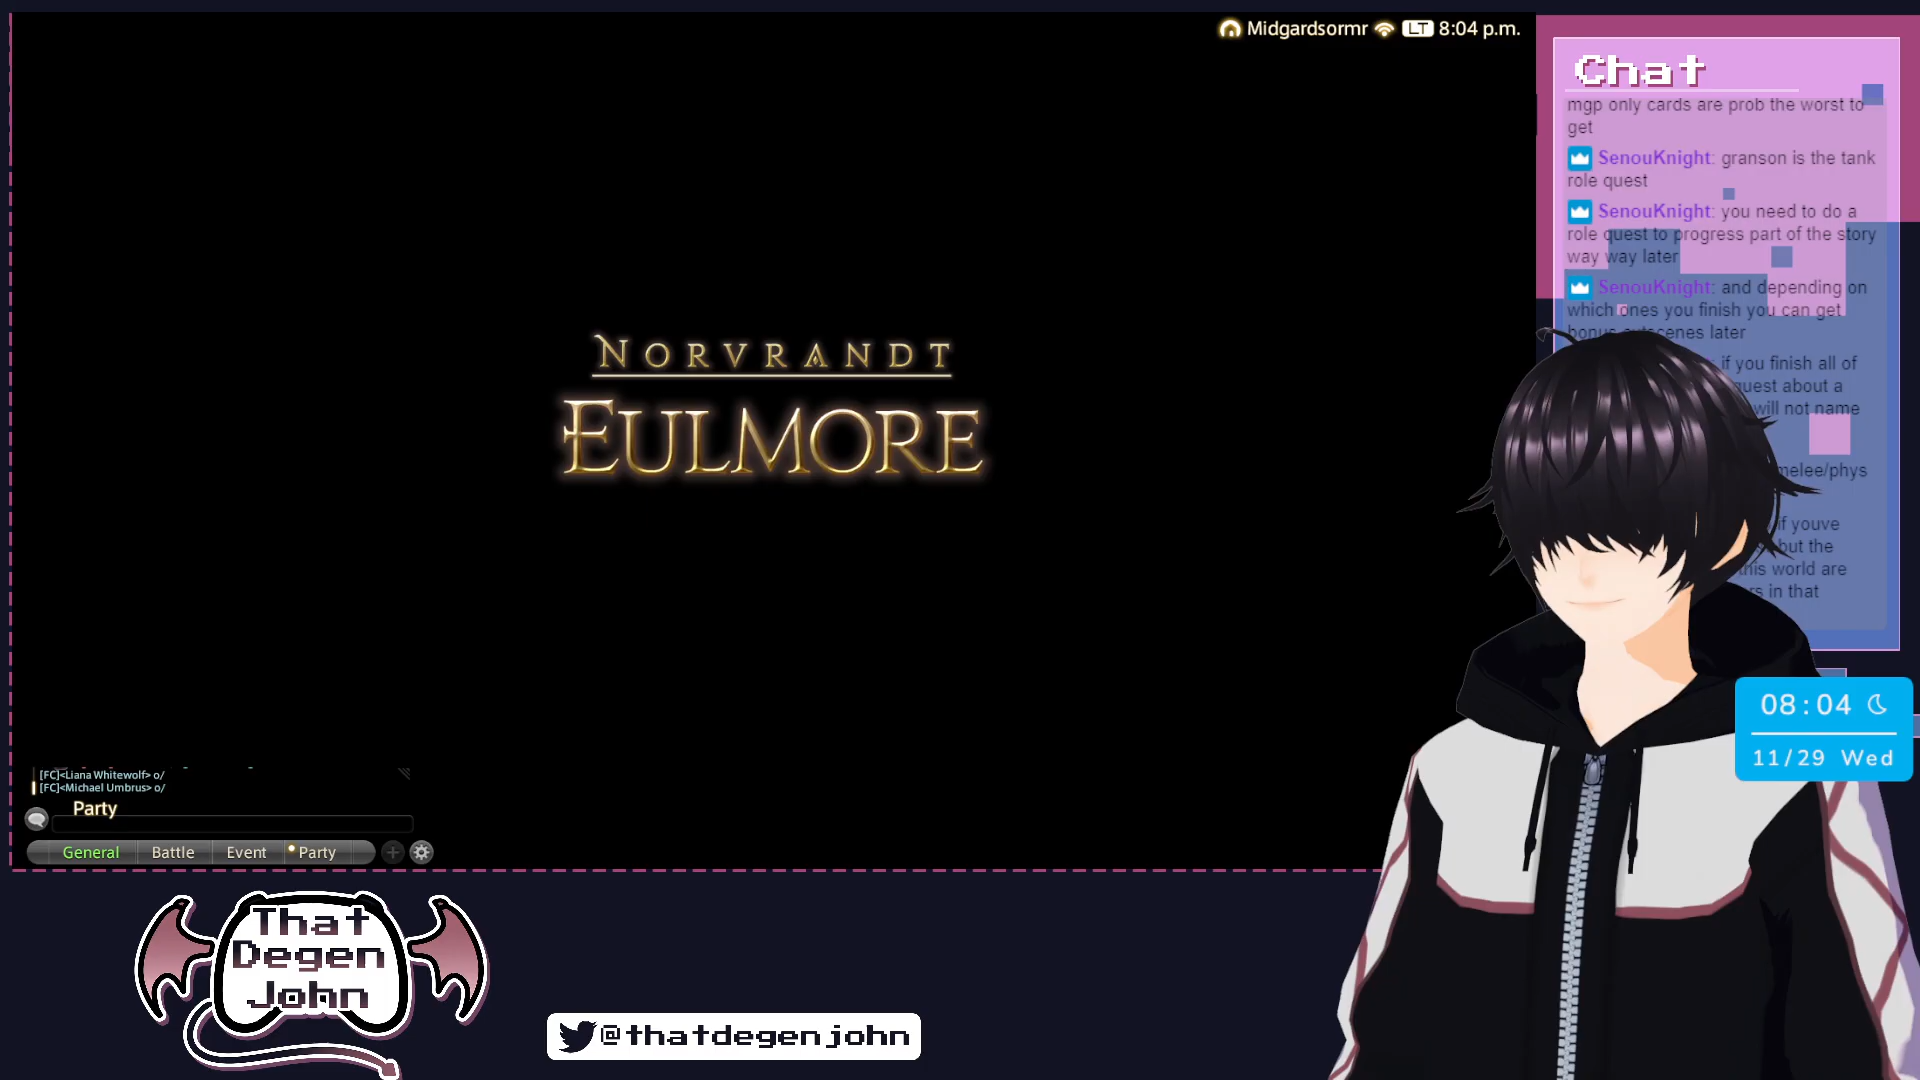 Midgardsormr LT 8:04 p.m.
NORVRANDT
EULMORE
[FC]<Liana Whitewolf> o/
[FC]<Michael Umbrus> o/
Party
General Battle Event Party
Chat
mgp only cards are prob the worst to
get
SenouKnight: granson is the tank
role quest
SenouKnight: you need to do a
role quest to progress part of the story
way way later
SenouKnight: and depending on
which ones you finish you can get
bonus cutscenes later
if you finish all of
quest about a
will not name
melee/phys
if youve
but the
this world are
in that
08:04
11/29 Wed
That
Degen
John
@thatdegenjohn